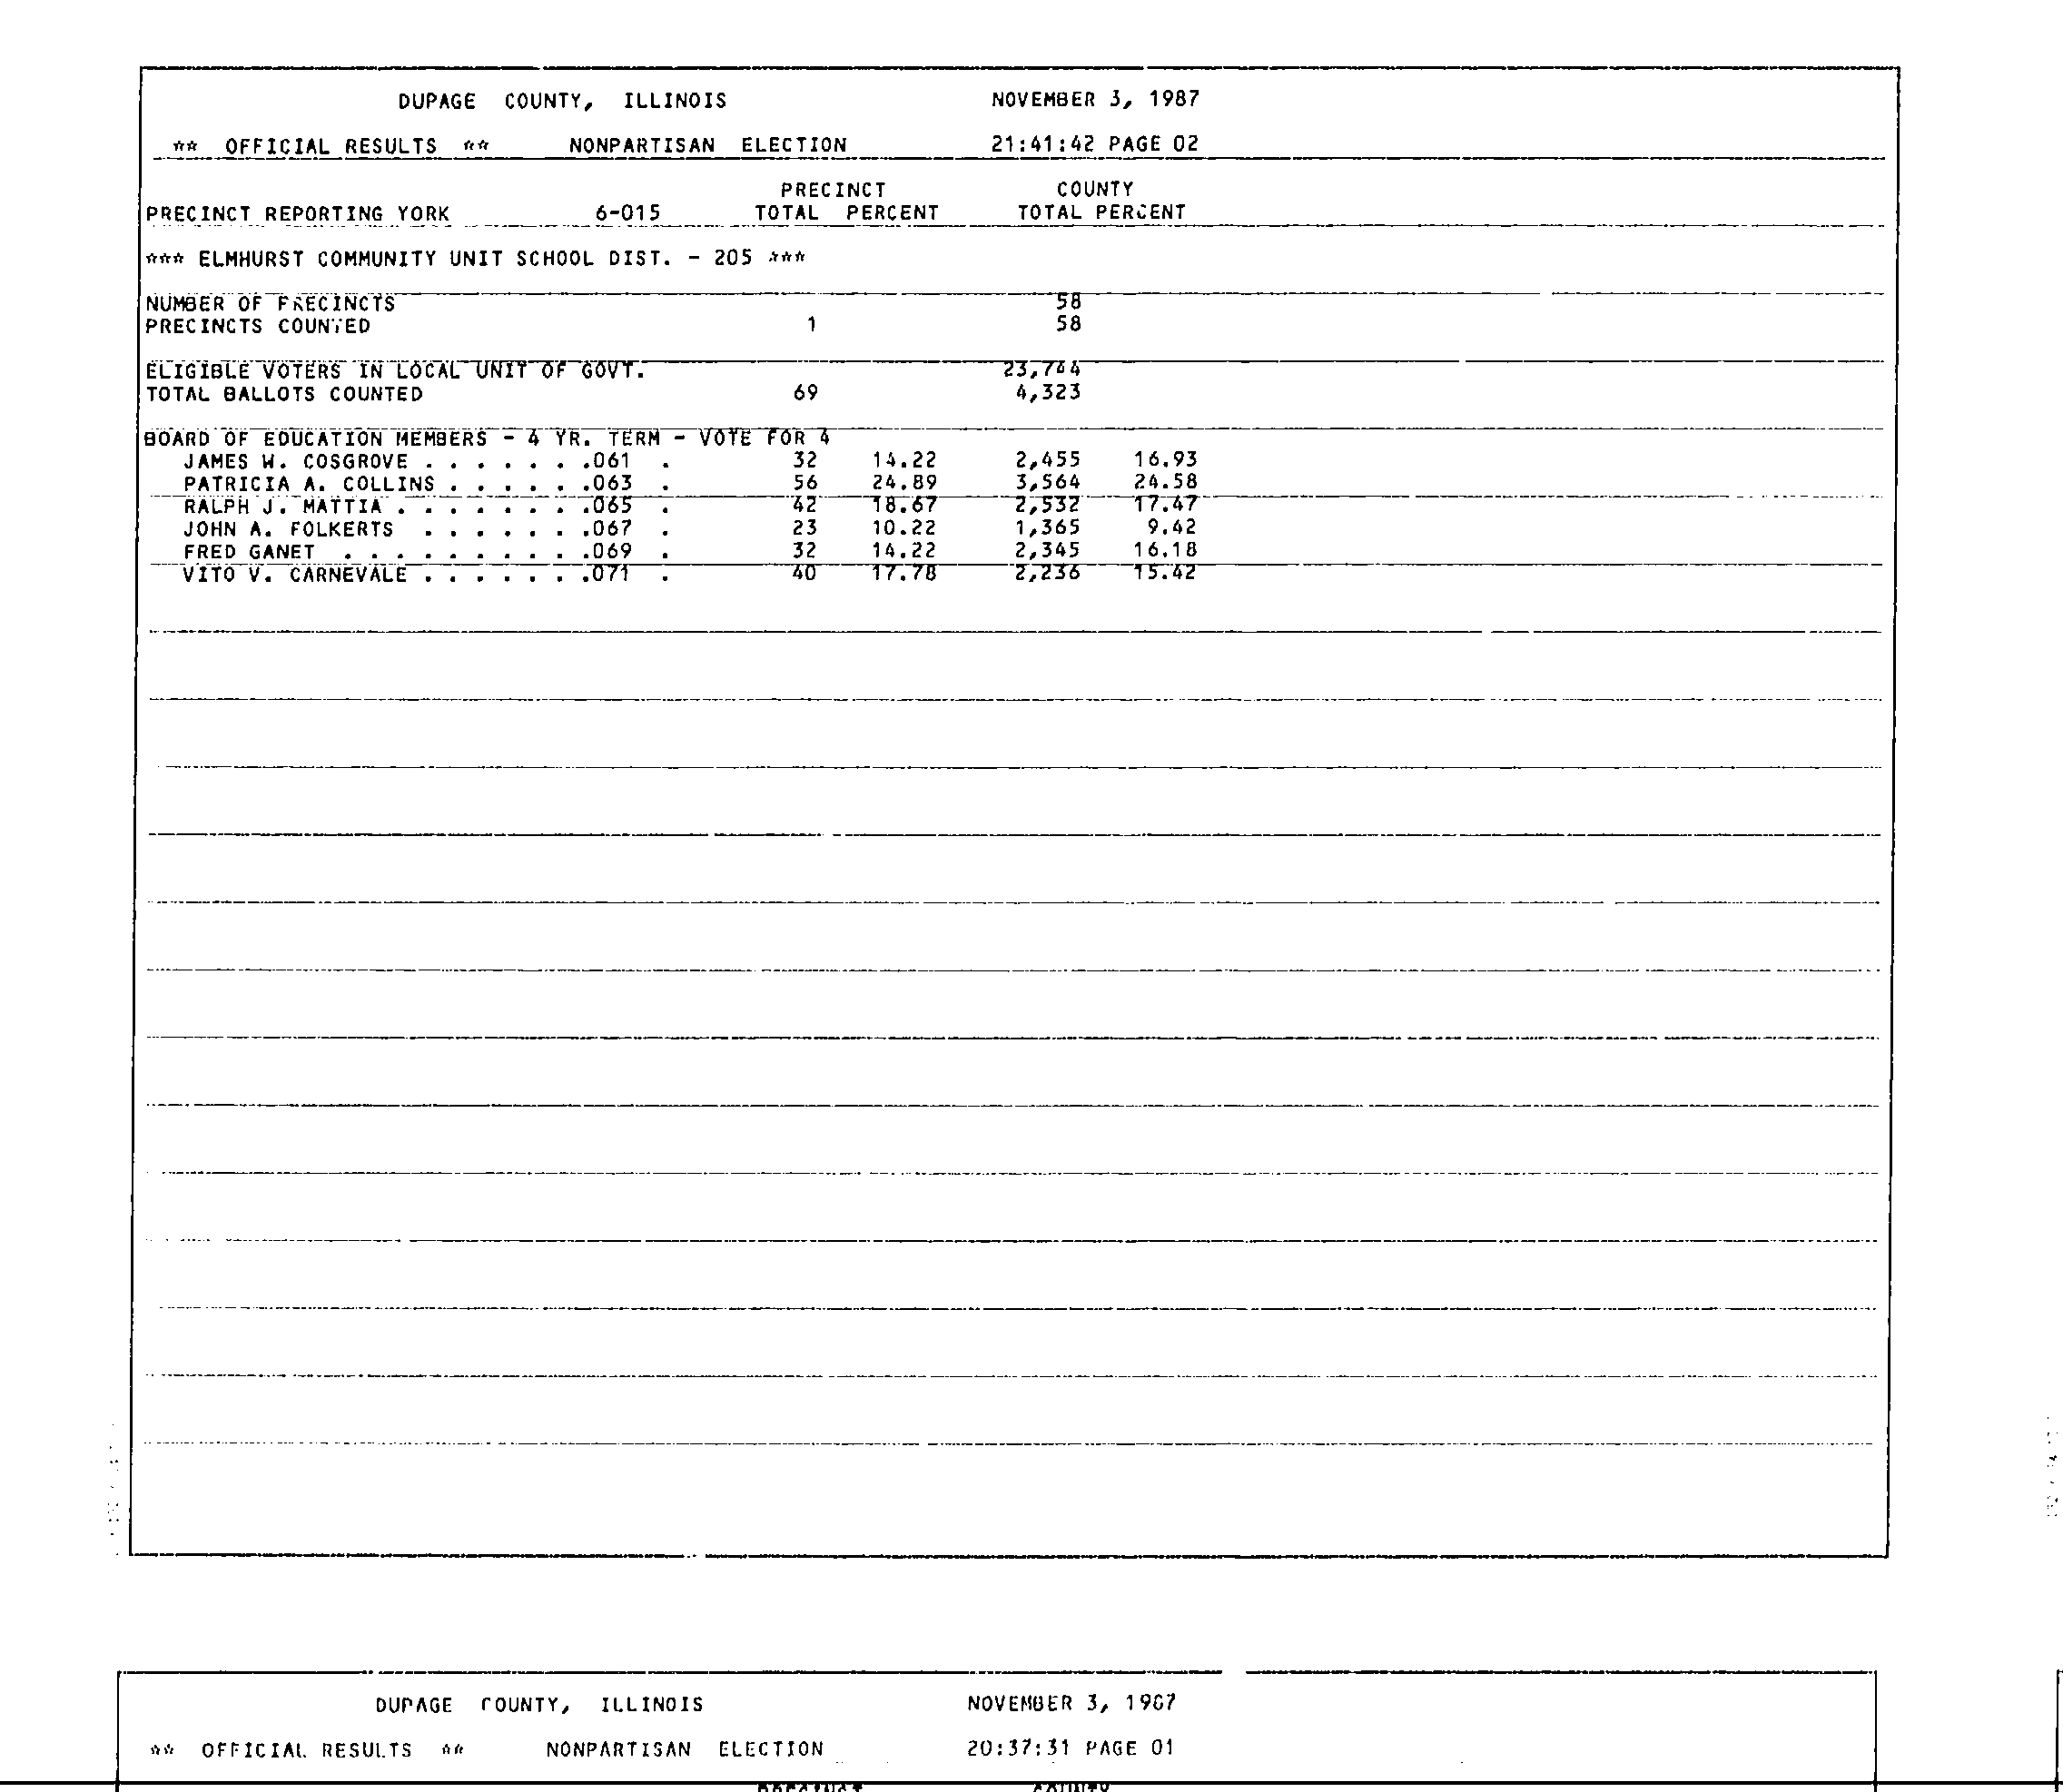 DUPAGE COUNTY, ILLINOIS NOVEMBER 3, 1987
** OFFICIAL RESULTS ** NONPARTISAN ELECTION 21:41:42 PAGE 02
PRECINCT COUNTY
PRECINCT REPORTING YORK 6-015 TOTAL PERCENT TOTAL PERCENT
*** ELMHURST COMMUNITY UNIT SCHOOL DIST. - 205 ***
NUMBER OF PRECINCTS 58
PRECINCTS COUNTED 1 58
ELIGIBLE VOTERS IN LOCAL UNIT OF GOVT. 23,744
TOTAL BALLOTS COUNTED 69 4,323
BOARD OF EDUCATION MEMBERS - 4 YR. TERM - VOTE FOR 4
JAMES W. COSGROVE . . . . . . .061 . 32 14.22 2,455 16.93
PATRICIA A. COLLINS . . . . . .063 . 56 24.89 3,564 24.58
RALPH J. MATTIA . . . . . . . .065 . 42 18.67 2,532 17.47
JOHN A. FOLKERTS . . . . . . .067 . 23 10.22 1,365 9.42
FRED GANET . . . . . . . . . .069 . 32 14.22 2,345 16.18
VITO V. CARNEVALE . . . . . . .071 . 40 17.78 2,236 15.42
DUPAGE COUNTY, ILLINOIS NOVEMBER 3, 1987
** OFFICIAL RESULTS ** NONPARTISAN ELECTION 20:37:31 PAGE 01
PRECINCT COUNTY